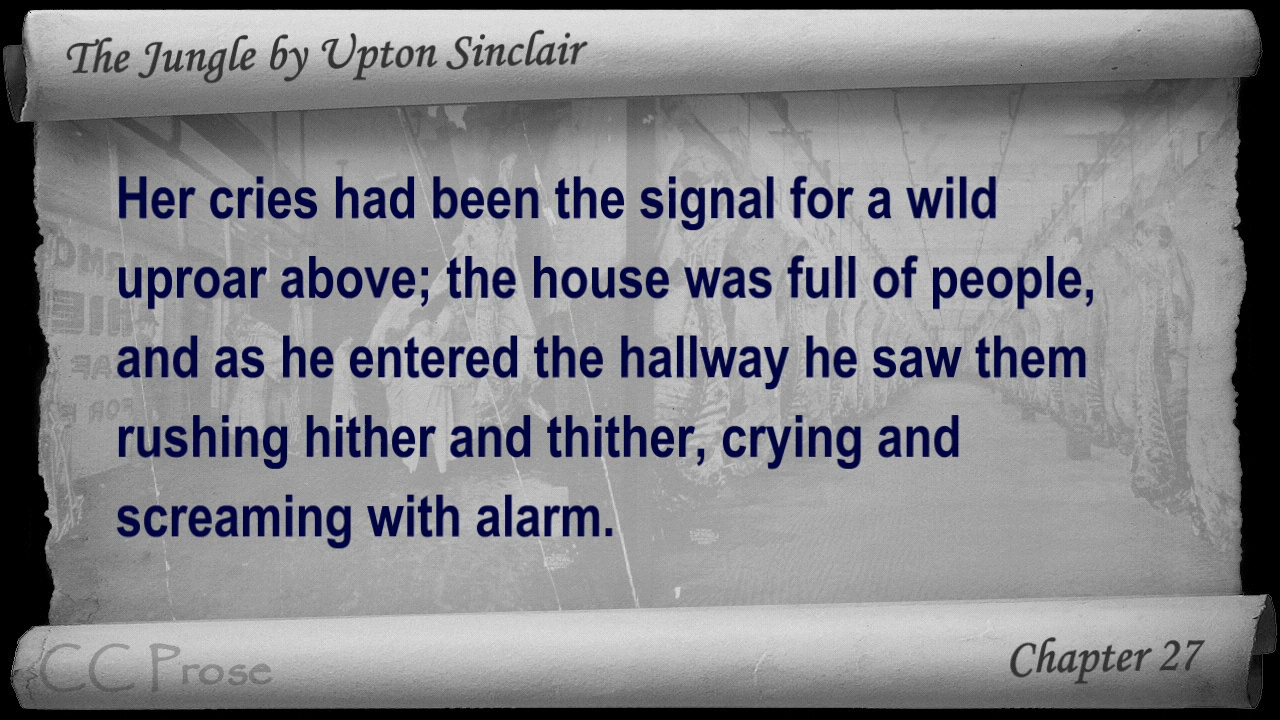 The Jungle by Upton Sinclair
Her cries had been the signal for a wild
uproar above; the house was full of people,
and as he entered the hallway he saw them
rushing hither and thither, crying and
screaming with alarm.
CC Prose
Chapter 27